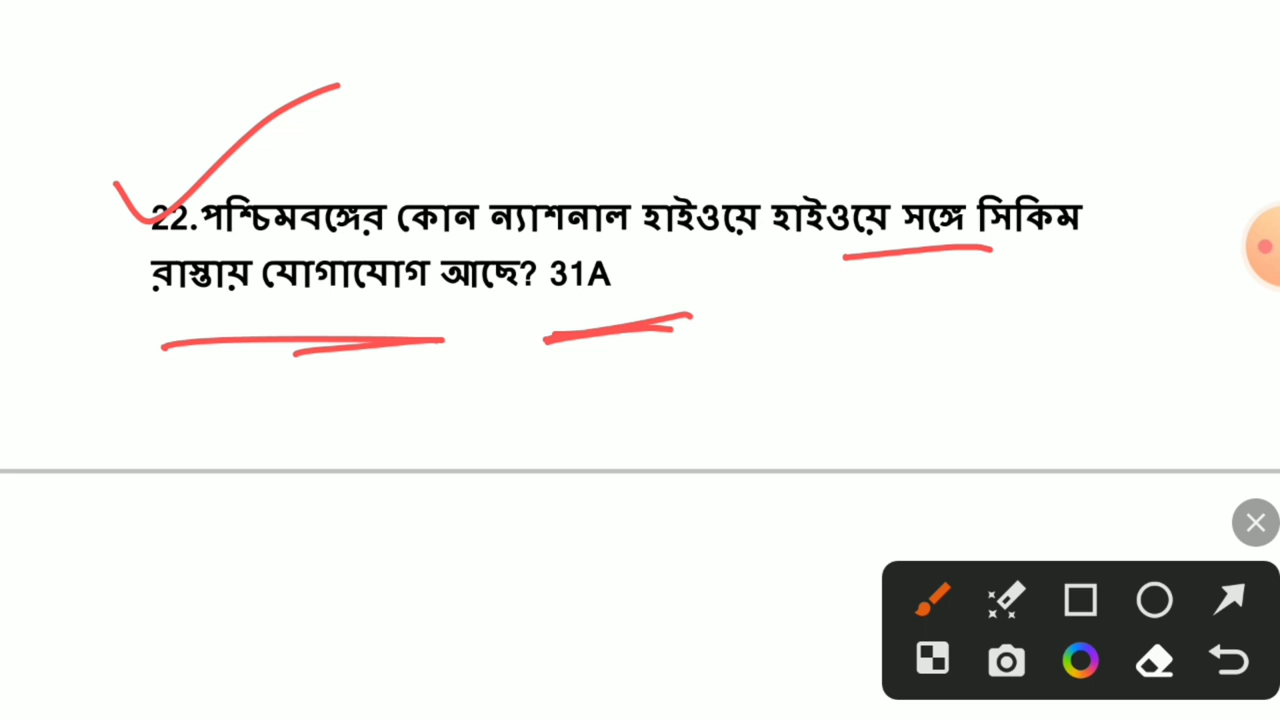 22.পশ্চিমবঙ্গের কোন ন্যাশনাল হাইওয়ে হাইওয়ে সঙ্গে সিকিম
রাস্তায় যোগাযোগ আছে? 31A